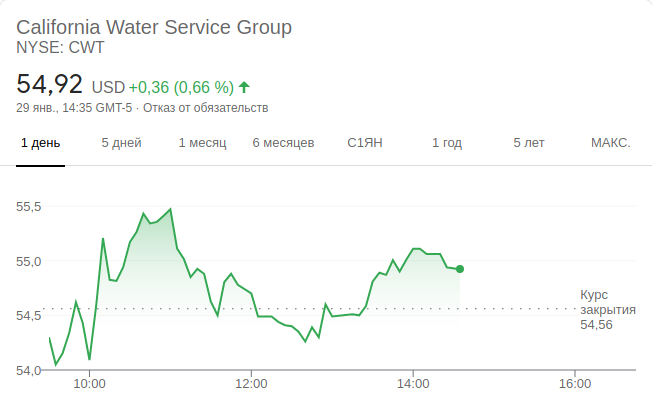 California Water Service Group
NYSE: CWT
54,92 USD +0,36 (0,66 %)
29 янв., 14:35 GMT-5 · Отказ от обязательств
1 день 5 дней 1 месяц 6 месяцев С1ЯН 1 год 5 лет МАКС.
55,5
55,0
54,5
54,0
Курс
закрытия
54,56
10:00 12:00 14:00 16:00